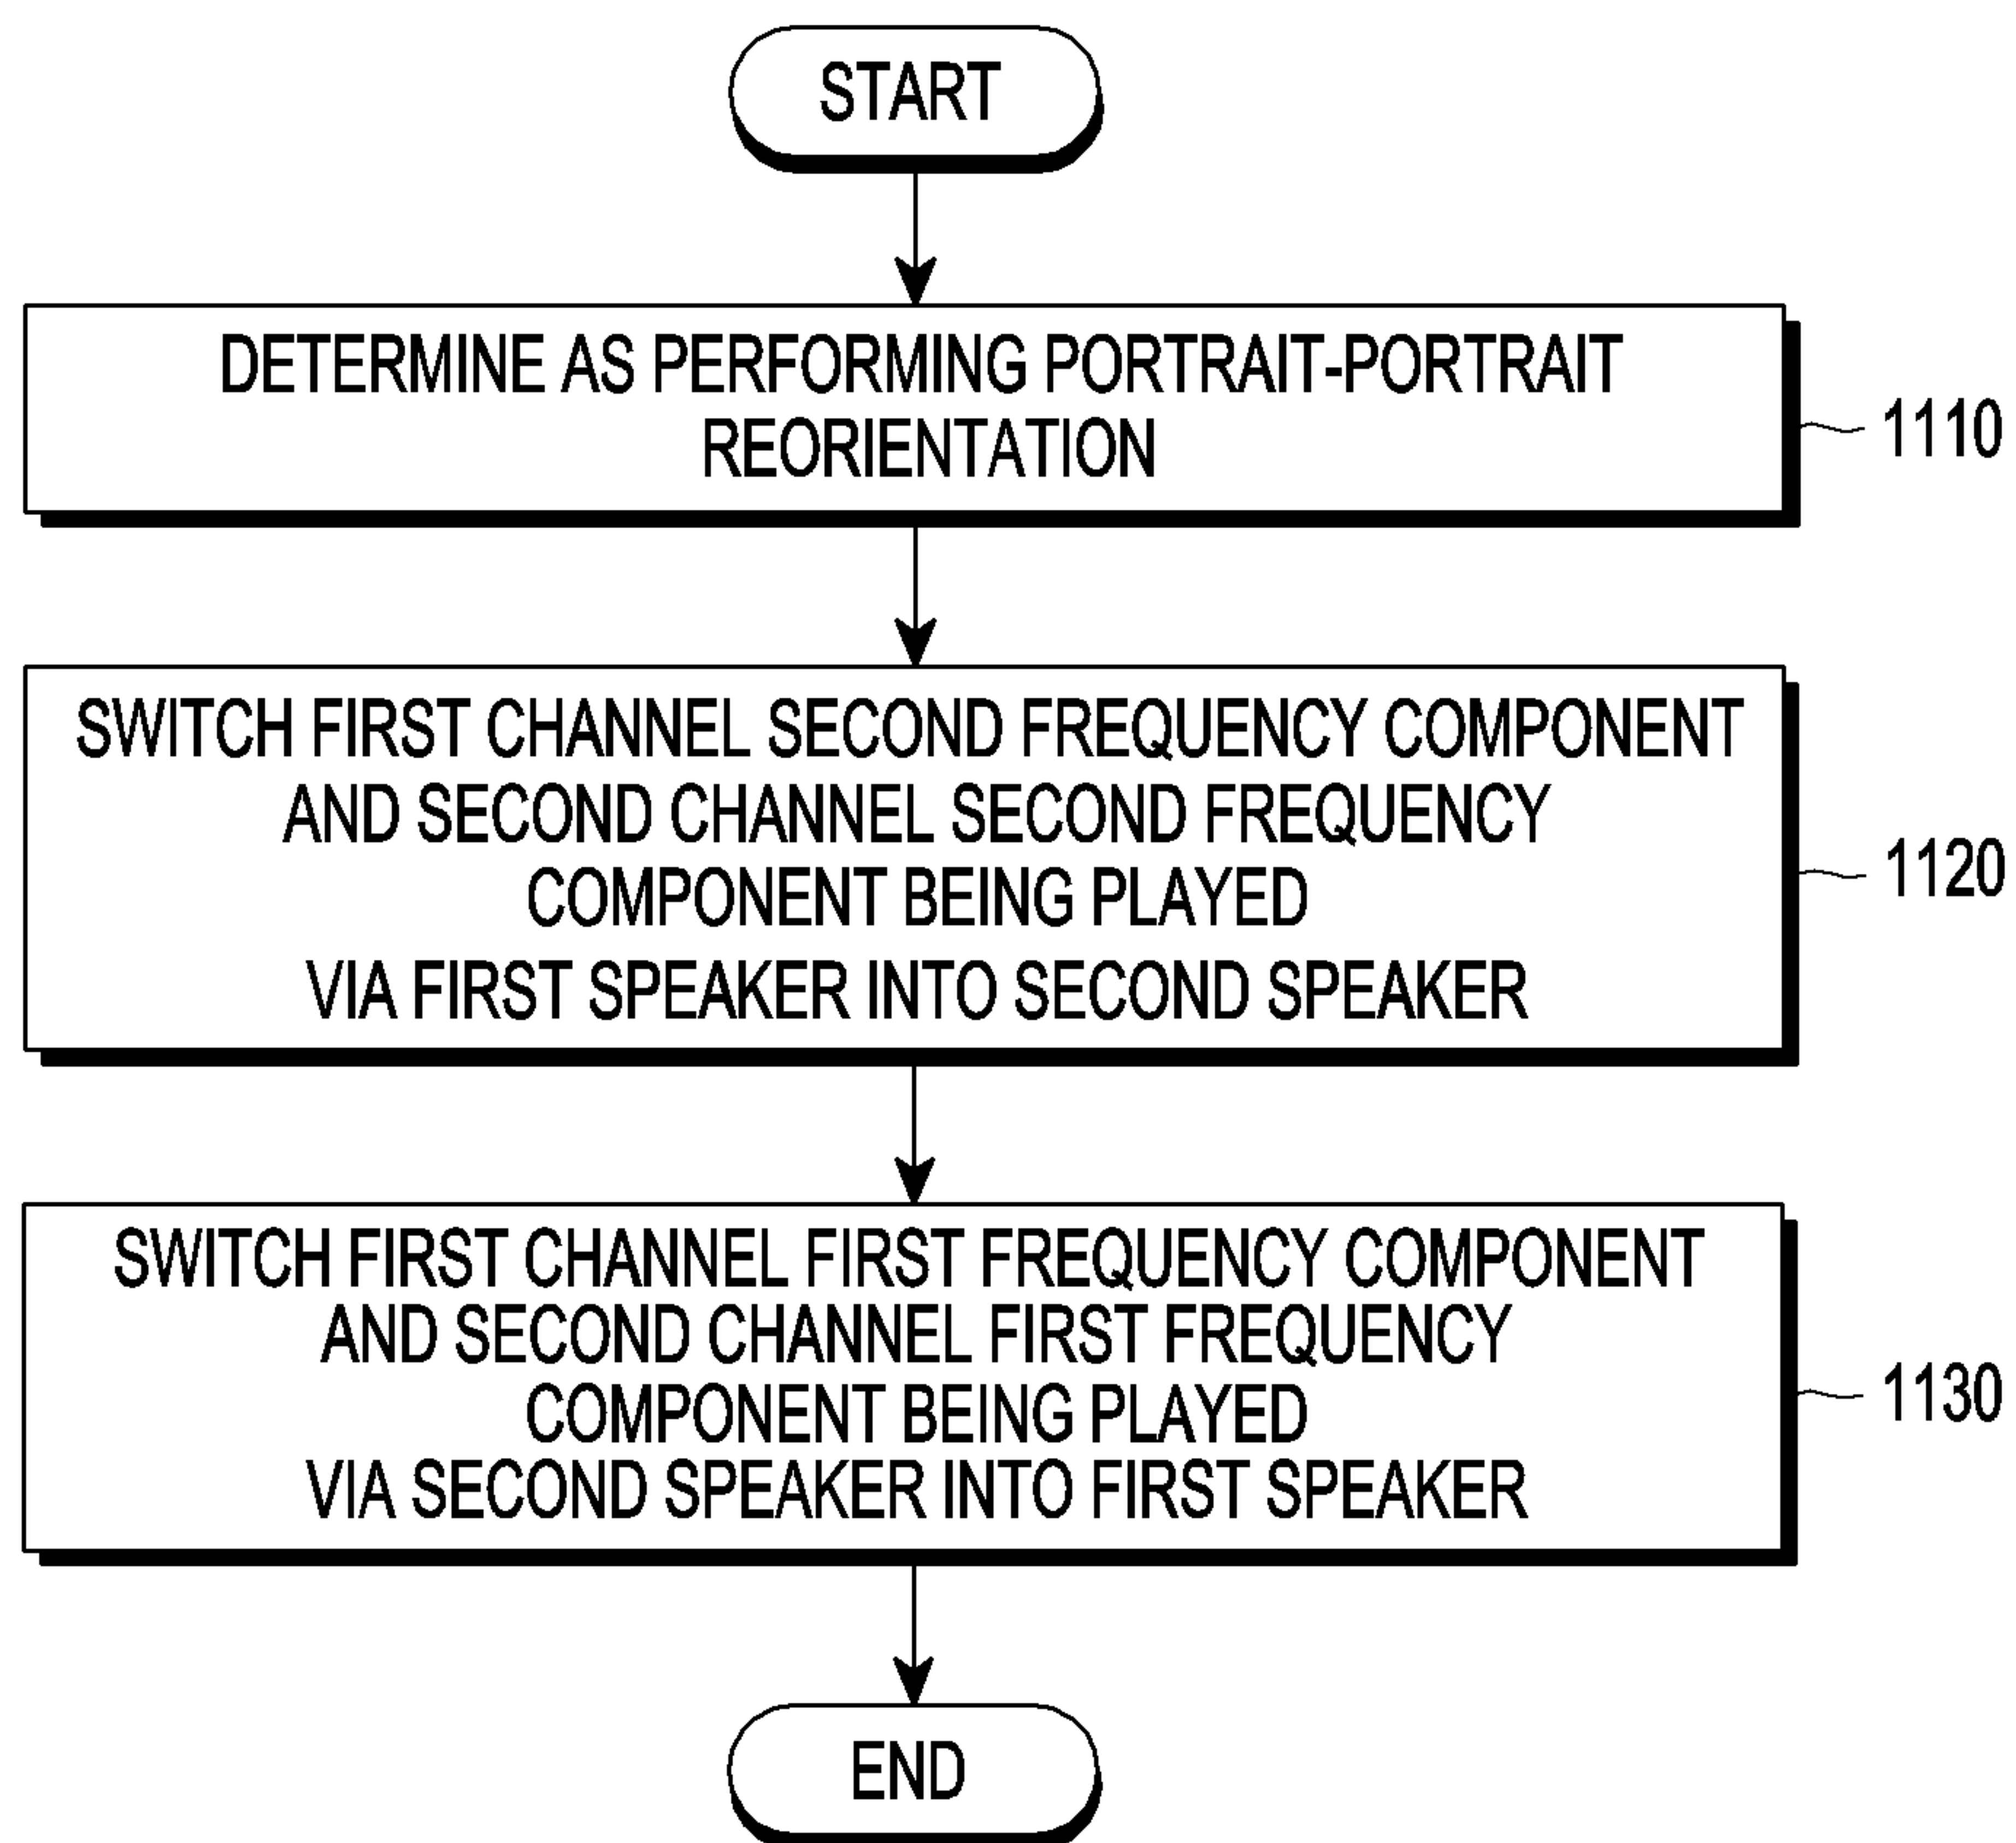 START
DETERMINE AS PERFORMING PORTRAIT-PORTRAIT
REORIENTATION
1110
SWITCH FIRST CHANNEL SECOND FREQUENCY COMPONENT
AND SECOND CHANNEL SECOND FREQUENCY
COMPONENT BEING PLAYED
VIA FIRST SPEAKER INTO SECOND SPEAKER
1120
SWITCH FIRST CHANNEL FIRST FREQUENCY COMPONENT
AND SECOND CHANNEL FIRST FREQUENCY
COMPONENT BEING PLAYED
VIA SECOND SPEAKER INTO FIRST SPEAKER
1130
END